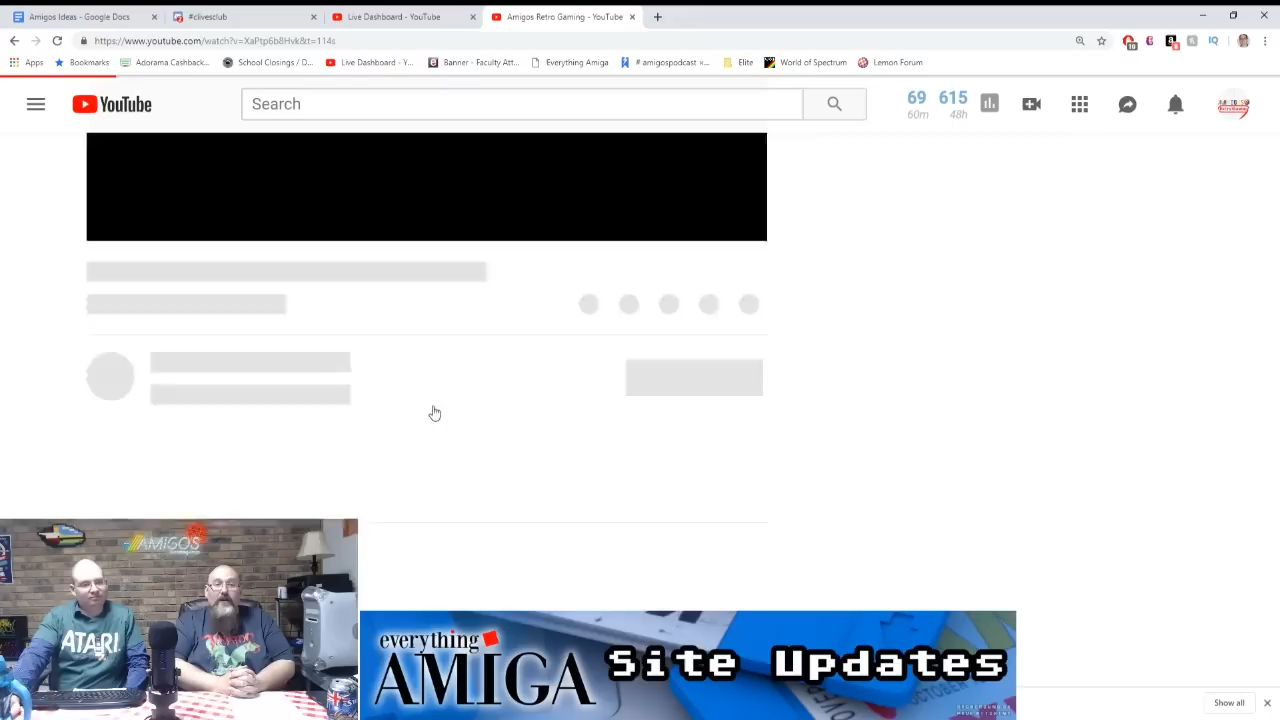 Amigos Ideas - Google Docs
#clivesclub
Live Dashboard - YouTube
Amigos Retro Gaming - YouTube
https://www.youtube.com/watch?v=XaPtp6b8Hvk&t=114s
Apps
Bookmarks
Adorama Cashback...
School Closings / D...
Live Dashboard - Y...
Banner - Faculty Att...
Everything Amiga
# amigospodcast «...
Elite
World of Spectrum
Lemon Forum
YouTube
Search
69 615
60m 48h
AMIGOS
ATARI
everything
AMIGA
Site Updates
Show all